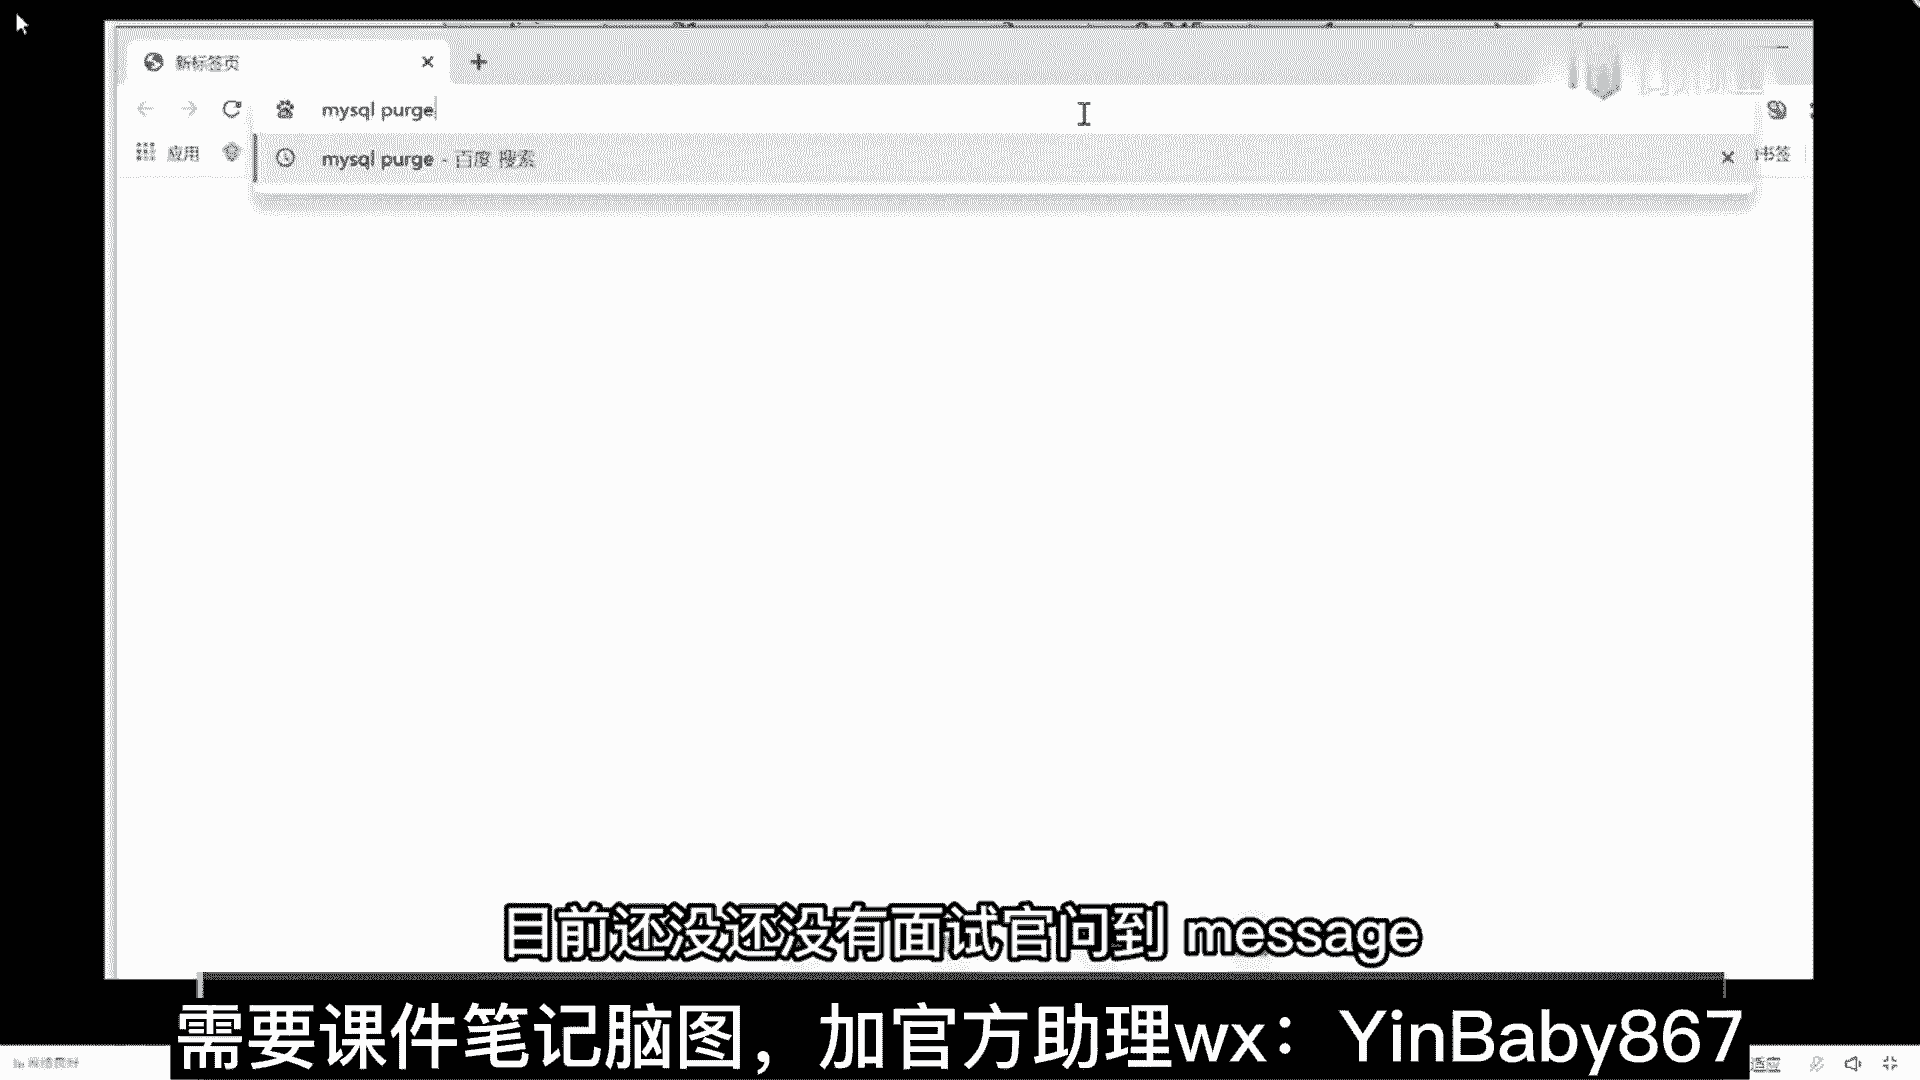 新标签页
mysql purge
应用
mysql purge - 百度 搜索
书签
目前还没还没有面试官问到 message
需要课件笔记脑图，加官方助理wx：YinBaby867
适应